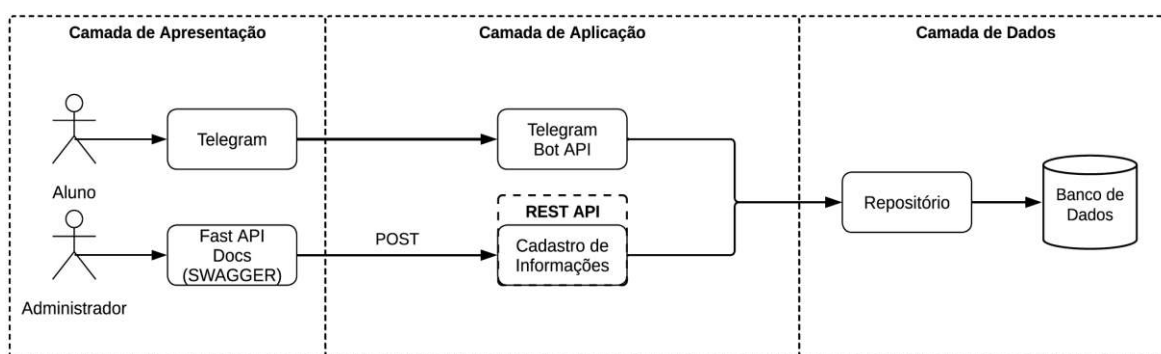 Camada de Apresentação
Camada de Aplicação
Camada de Dados
Telegram
Telegram
Bot API
Aluno
REST API
Repositório
Banco de
Dados
Fast API
Docs
(SWAGGER)
POST
Cadastro de
Informações
Administrador